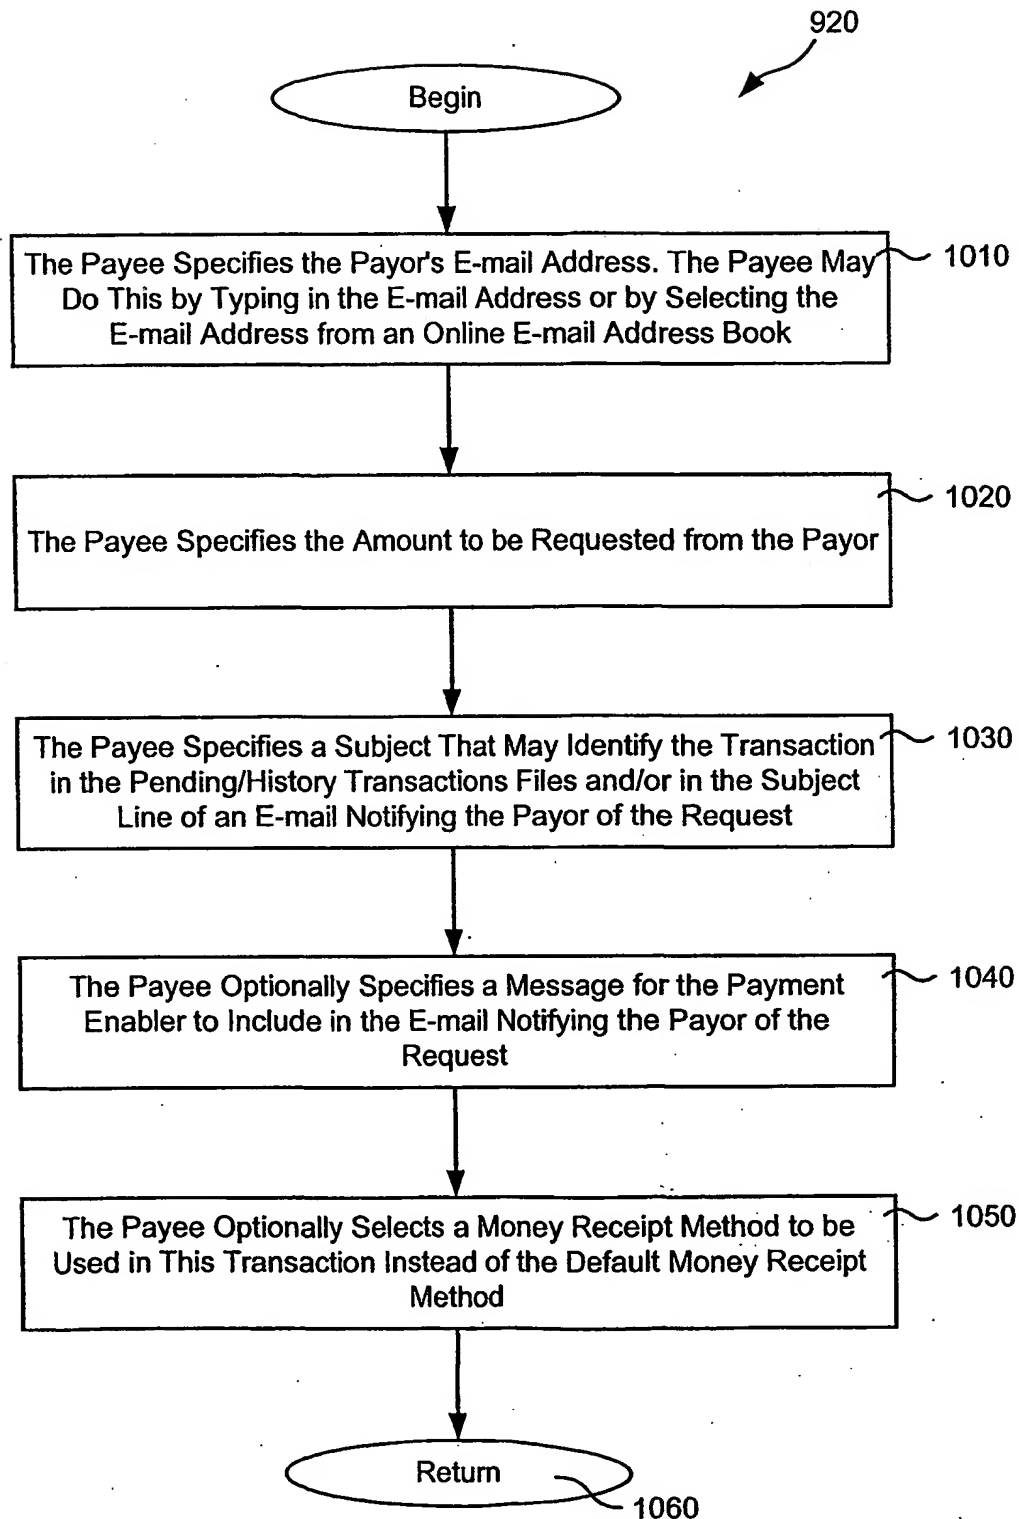 920
Begin
The Payee Specifies the Payor's E-mail Address. The Payee May
1010
Do This by Typing in the E-mail Address or by Selecting the
E-mail Address from an Online E-mail Address Book
1020
The Payee Specifies the Amount to be Requested from the Payor
The Payee Specifies a Subject That May Identify the Transaction
1030
in the Pending/History Transactions Files and/or in the Subject
Line of an E-mail Notifying the Payor of the Request
The Payee Optionally Specifies a Message for the Payment
1040
Enabler to Include in the E-mail Notifying the Payor of the
Request
The Payee Optionally Selects a Money Receipt Method to be
1050
Used in This Transaction Instead of the Default Money Receipt
Method
Return
1060